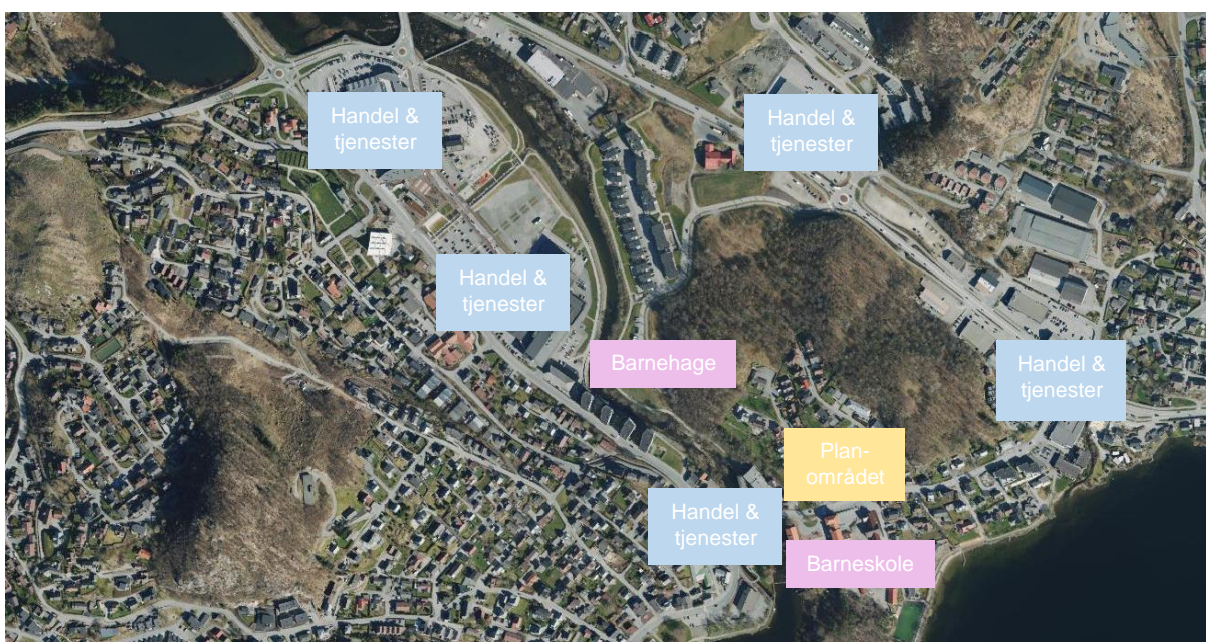 Handel &
tjenester
Handel &
tjenester
Handel &
tjenester
Barnehage
Handel &
tjenester
Plan-
området
Handel &
tjenester
Barneskole